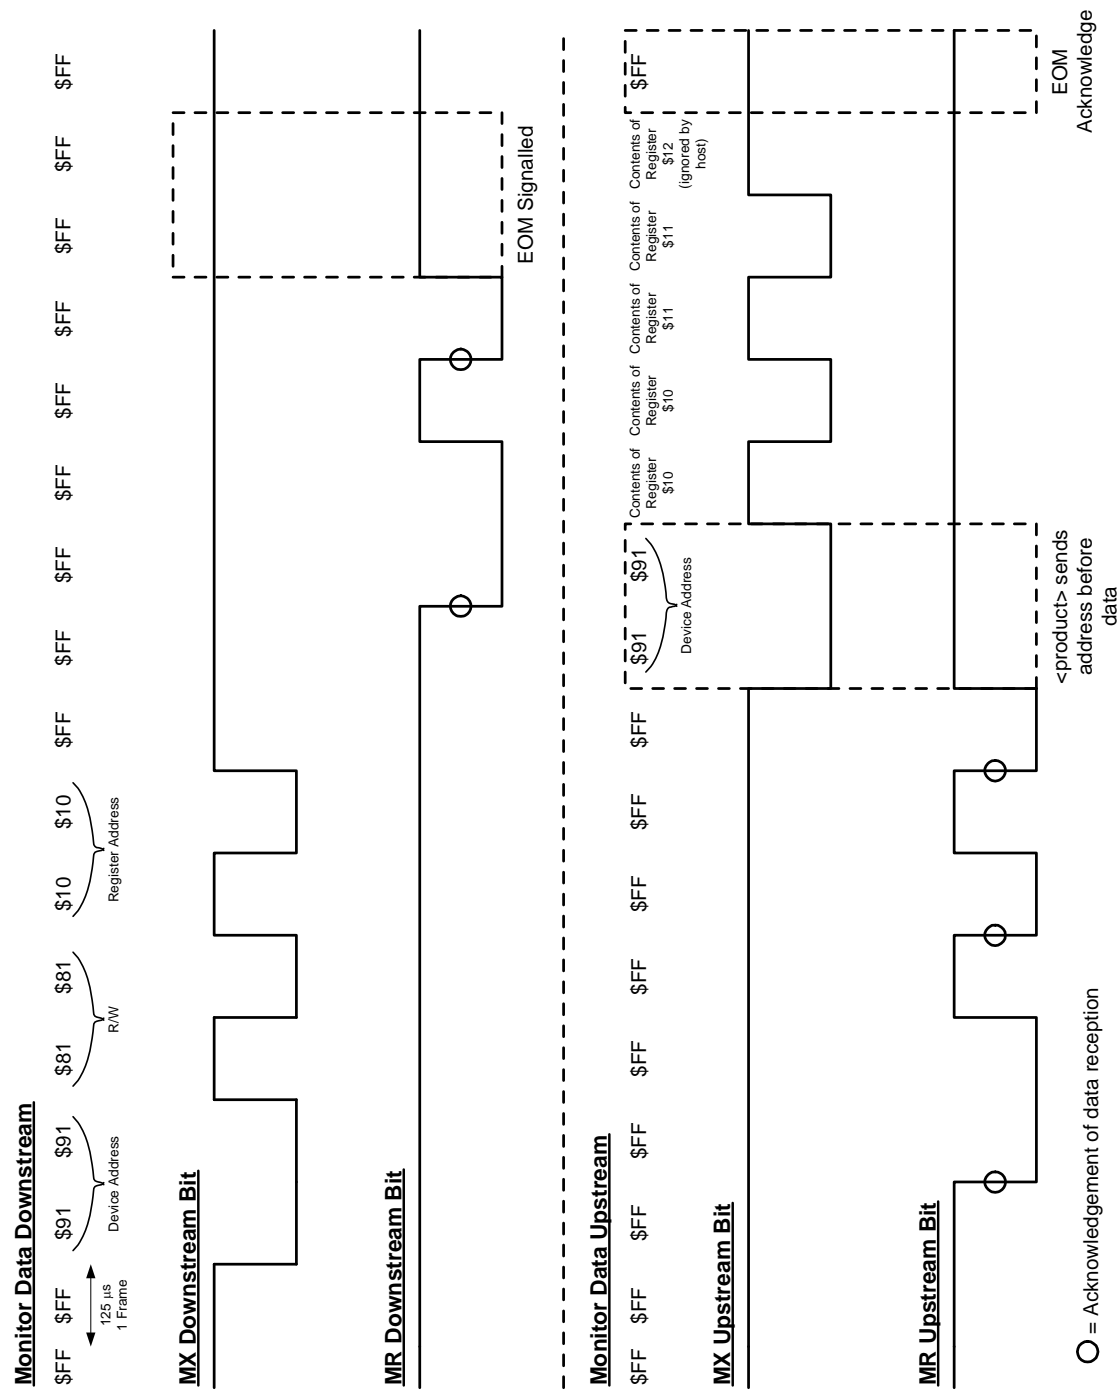 Monitor Data Downstream
$FF $FF $91 $91 $81 $81 $10 $10 $FF $FF $FF $FF $FF $FF $FF $FF $FF
125 µs
1 Frame
Device Address
R/W
Register Address
MX Downstream Bit
MR Downstream Bit
EOM Signalled
Monitor Data Upstream
$FF $FF $FF $FF $FF $FF $FF $FF $FF $91 $91
Device Address
Contents of
Register
$10
Contents of
Register
$10
Contents of
Register
$11
Contents of
Register
$11
Contents of
Register
$12
(ignored by
host)
$FF
MX Upstream Bit
MR Upstream Bit
<product> sends
address before
data
EOM
Acknowledge
= Acknowledgement of data reception